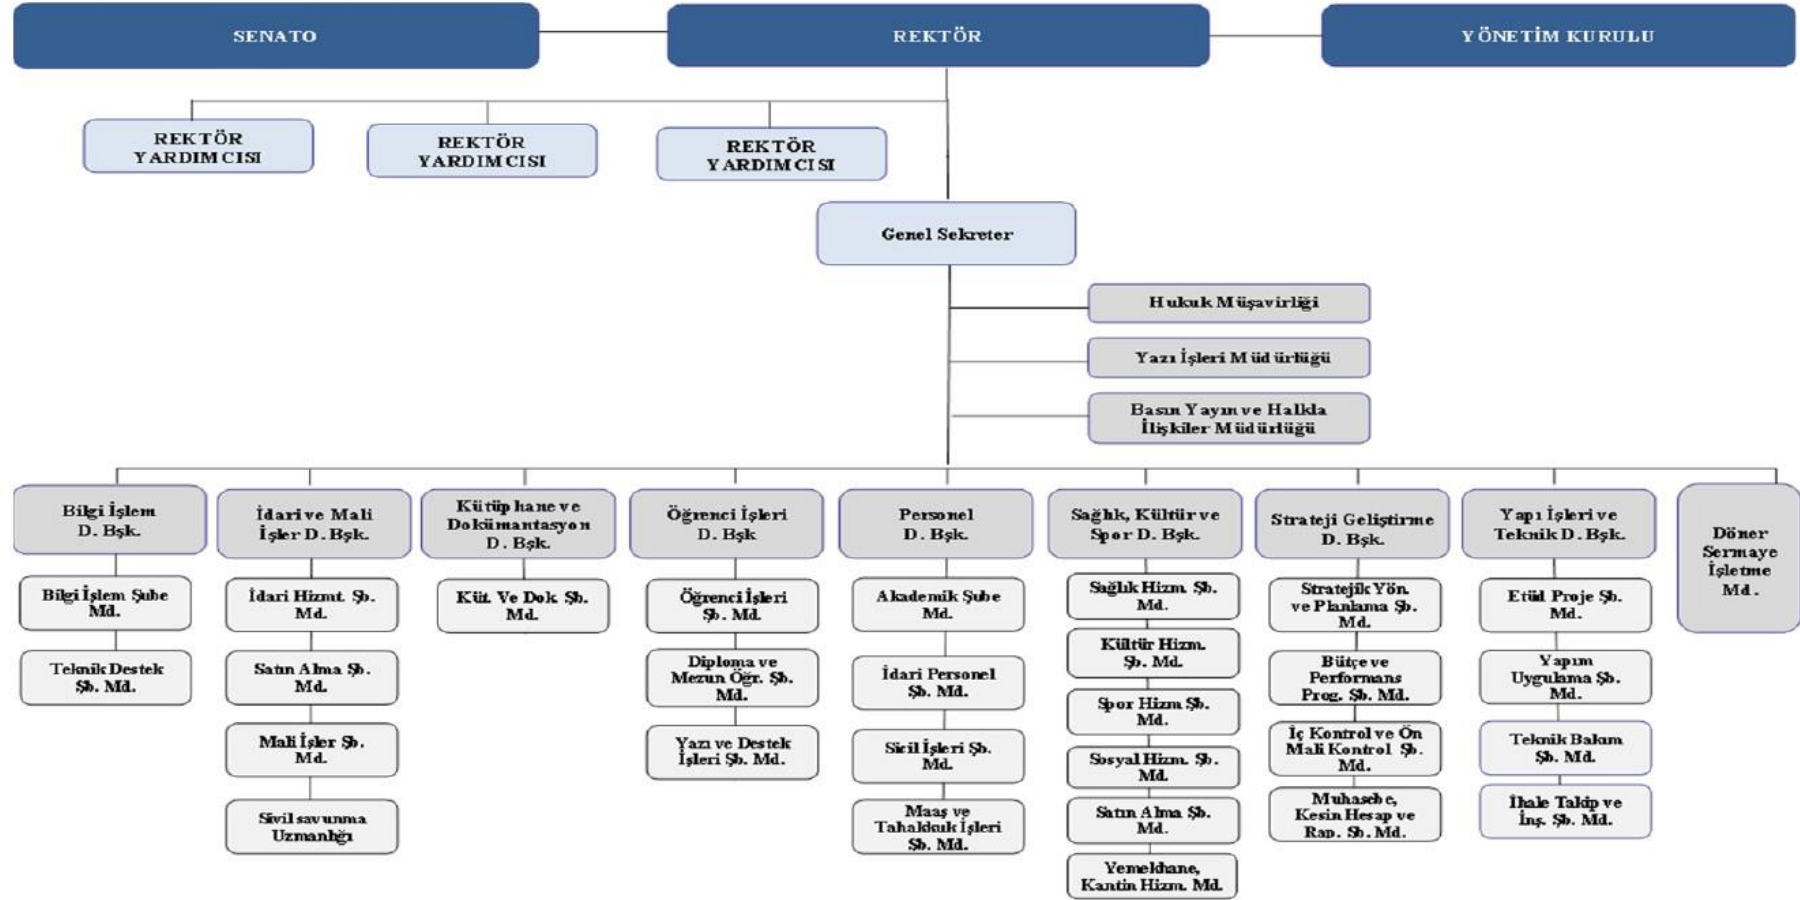 SENATO
REKTÖR
YÖNETİM KURULU
REKTÖR
YARDIMCISI
REKTÖR
YARDIMCISI
REKTÖR
YARDIMCISI
Genel Sekreter
Hukuk Müşavirliği
Yazı İşleri Müdürlüğü
Basın Yayın ve Halkla
İlişkiler Müdürlüğü
Bilgi İşlem
D. Bşk.
Bilgi İşlem Şube
Md.
Teknik Destek
Şb. Md.
İdari ve Mali
İşler D. Bşk.
İdari Hizmt. Şb.
Md.
Satın Alma Şb.
Md.
Mali İşler Şb.
Md.
Sivil savunma
Uzmanlığı
Kütüphane ve
Dokümantasyon
D. Bşk.
Küt. Ve Dok. Şb.
Md.
Öğrenci İşleri
D. Bşk
Öğrenci İşleri
Şb. Md.
Diploma ve
Mezun Öğr. Şb.
Md.
Yazı ve Destek
İşleri Şb. Md.
Personel
D. Bşk.
Akademik Şube
Md.
İdari Personel
Şb. Md.
Sicil İşleri Şb.
Md.
Maaş ve
Tahakkuk İşleri
Şb. Md.
Sağlık, Kültür ve
Spor D. Bşk.
Sağlık Hizm. Şb.
Md.
Kültür Hizm.
Şb. Md.
Spor Hizm Şb.
Md.
Sosyal Hizm. Şb.
Md.
Satın Alma Şb.
Md.
Yemekhane,
Kantin Hizm. Md.
Strateji Geliştirme
D. Bşk.
Stratejik Yön.
ve Planlama Şb.
Md.
Bütçe ve
Performans
Prog. Şb. Md.
İç Kontrol ve Ön
Mali Kontrol Şb.
Md.
Muhasebe,
Kesin Hesap ve
Rap. Şb. Md.
Yapı İşleri ve
Teknik D. Bşk.
Etüd Proje Şb.
Md.
Yapım
Uygulama Şb.
Md.
Teknik Bakım
Şb. Md.
İhale Takip ve
İnş. Şb. Md.
Döner
Sermaye
İşletme
Md.